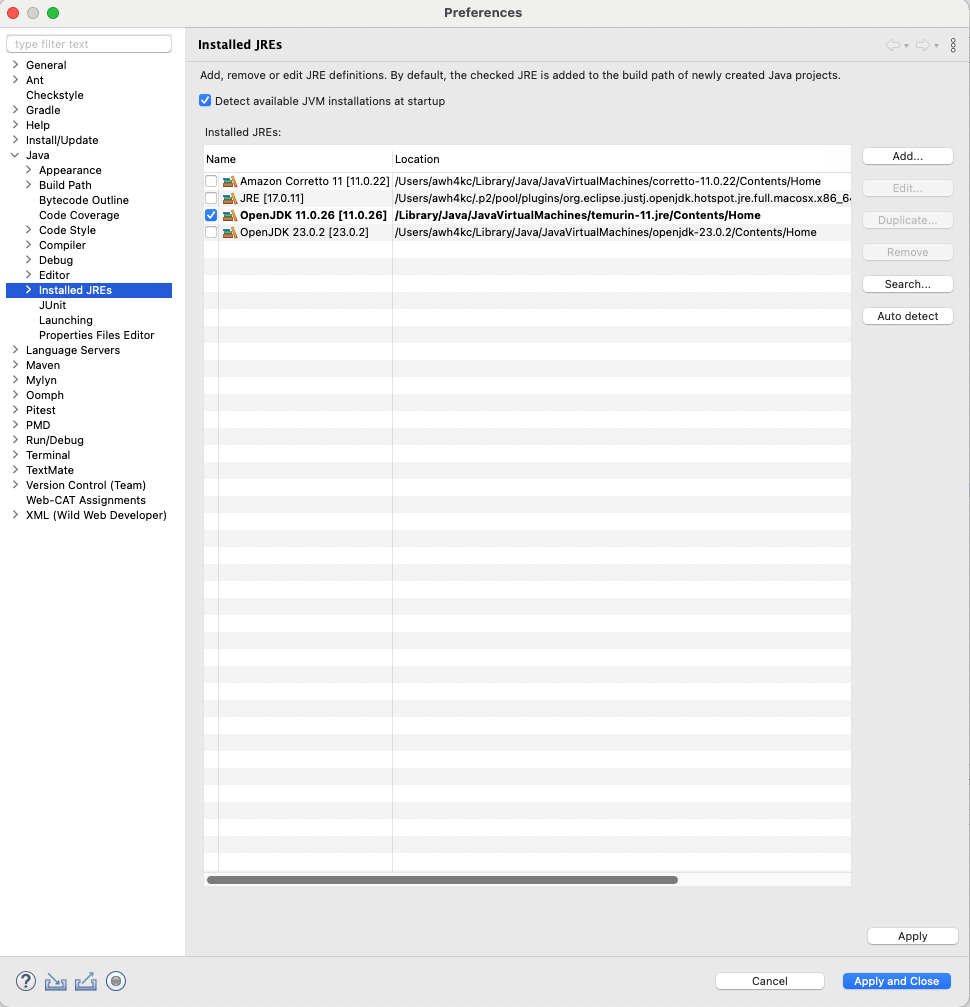 Preferences
type filter text
General
Ant
Checkstyle
Gradle
Help
Install/Update
Java
Appearance
Build Path
Bytecode Outline
Code Coverage
Code Style
Compiler
Debug
Editor
Installed JREs
JUnit
Launching
Properties Files Editor
Language Servers
Maven
Mylyn
Oomph
Pitest
PMD
Run/Debug
Terminal
TextMate
Version Control (Team)
Web-CAT Assignments
XML (Wild Web Developer)
Installed JREs
Add, remove or edit JRE definitions. By default, the checked JRE is added to the build path of newly created Java projects.
Detect available JVM installations at startup
Installed JREs:
Name Location
Amazon Corretto 11 [11.0.22] /Users/awh4kc/Library/Java/JavaVirtualMachines/corretto-11.0.22/Contents/Home
JRE [17.0.11] /Users/awh4kc/.p2/pool/plugins/org.eclipse.justj.openjdk.hotspot.jre.full.macosx.x86_64
OpenJDK 11.0.26 [11.0.26] /Library/Java/JavaVirtualMachines/temurin-11.jre/Contents/Home
OpenJDK 23.0.2 [23.0.2] /Users/awh4kc/Library/Java/JavaVirtualMachines/openjdk-23.0.2/Contents/Home
Add...
Edit...
Duplicate...
Remove
Search...
Auto detect
Apply
?
Cancel
Apply and Close